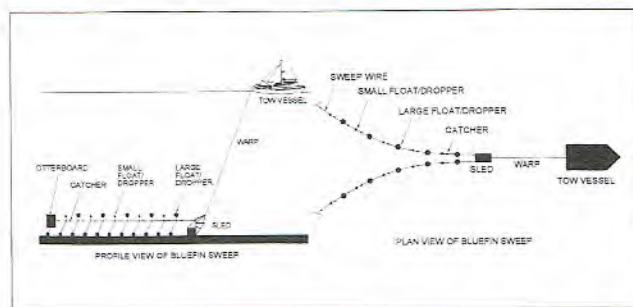 TOW VESSEL
WARP
OTTERBOARD
CATCHER
SMALL
FLOAT/
DROPPER
LARGE
FLOAT/
DROPPER
SLED
PROFILE VIEW OF BLUEFIN SWEEP
SWEEP WIRE
SMALL FLOAT/DROPPER
LARGE FLOAT/DROPPER
CATCHER
SLED
WARP
TOW VESSEL
PLAN VIEW OF BLUEFIN SWEEP